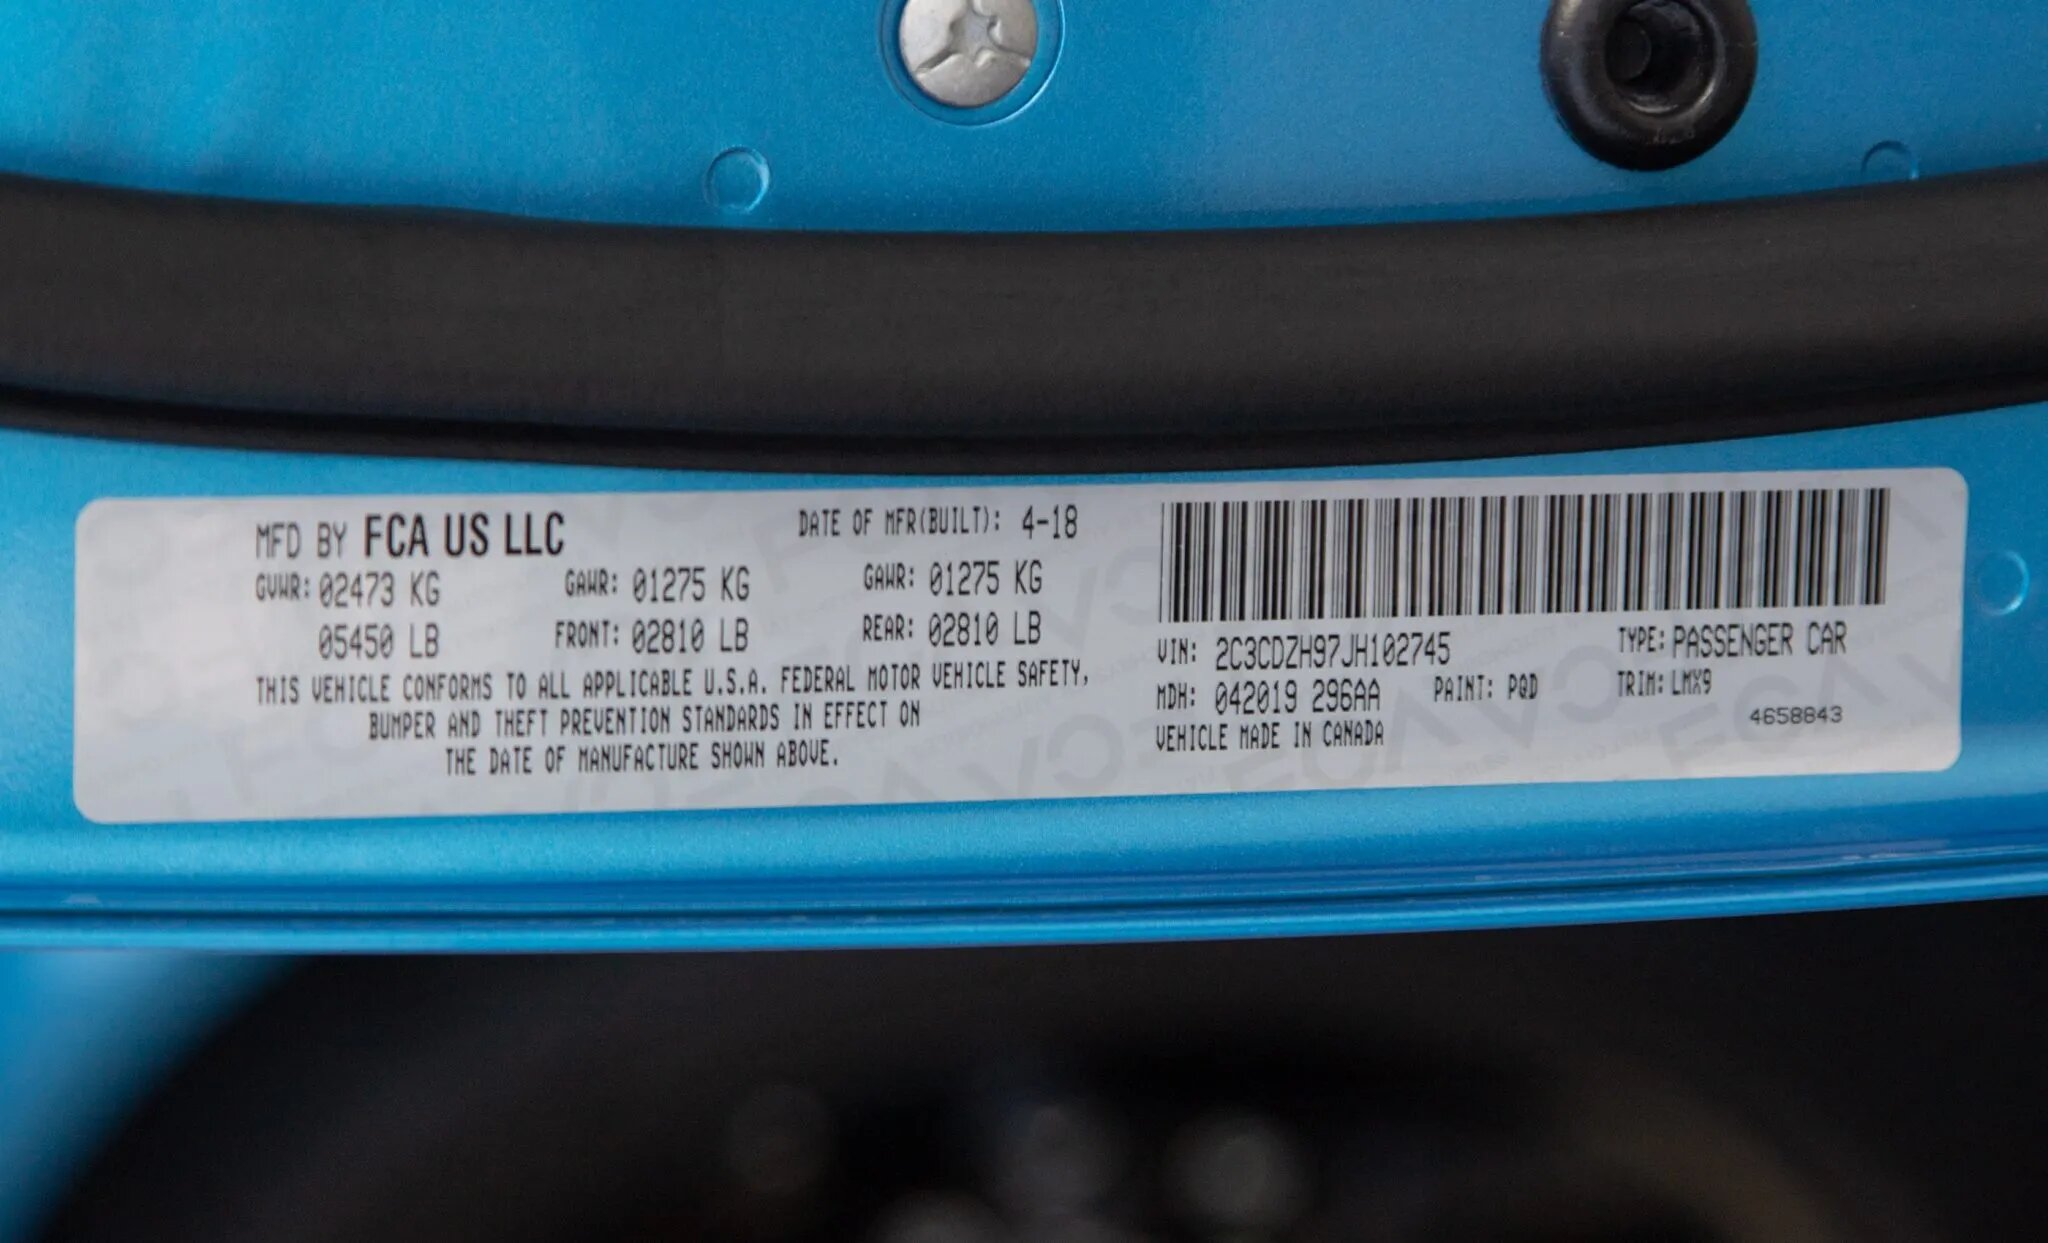 MFD BY FCA US LLC DATE OF MFR(BUILT): 4-18
GVWR: 02473 KG GAWR: 01275 KG GAWR: 01275 KG
05450 LB FRONT: 02810 LB REAR: 02810 LB
THIS VEHICLE CONFORMS TO ALL APPLICABLE U.S.A. FEDERAL MOTOR VEHICLE SAFETY,
BUMPER AND THEFT PREVENTION STANDARDS IN EFFECT ON
THE DATE OF MANUFACTURE SHOWN ABOVE.
VIN: 2C3CDZH97JH102745 TYPE: PASSENGER CAR
MDH: 042019 296AA PAINT: PQD TRIM: LMX9
4658843
VEHICLE MADE IN CANADA